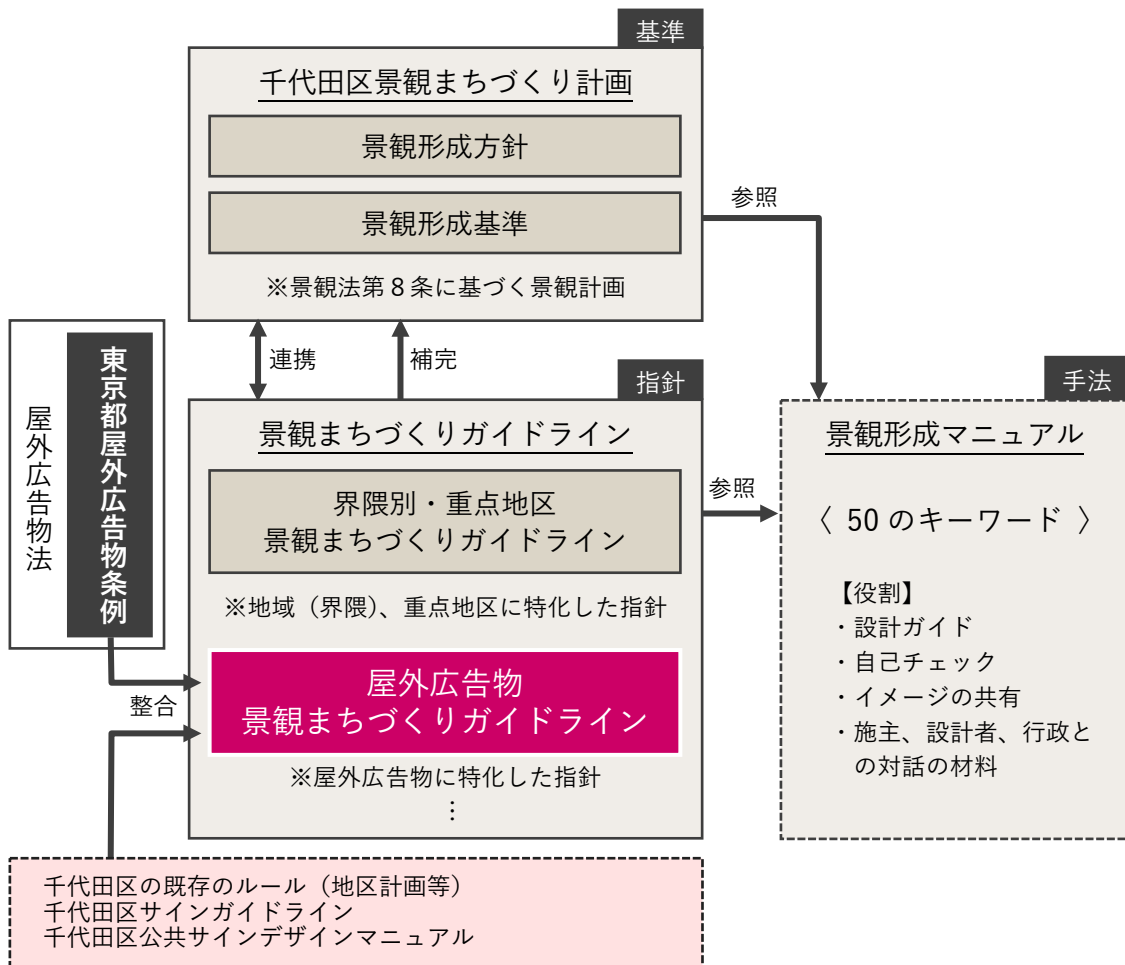 基準
千代田区景観まちづくり計画
景観形成方針
景観形成基準
※景観法第8条に基づく景観計画
参照
連携
補完
屋外広告物法
東京都屋外広告物条例
整合
指針
景観まちづくりガイドライン
界隈別・重点地区
景観まちづくりガイドライン
※地域（界隈）、重点地区に特化した指針
屋外広告物
景観まちづくりガイドライン
※屋外広告物に特化した指針
⋮
参照
手法
景観形成マニュアル
〈 50のキーワード 〉
【役割】
・設計ガイド
・自己チェック
・イメージの共有
・施主、設計者、行政と
の対話の材料
千代田区の既存のルール（地区計画等）
千代田区サインガイドライン
千代田区公共サインデザインマニュアル